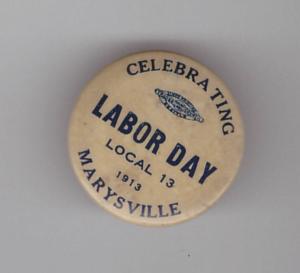 CELEBRATING
LABOR DAY
LOCAL 13
1913
MARYSVILLE